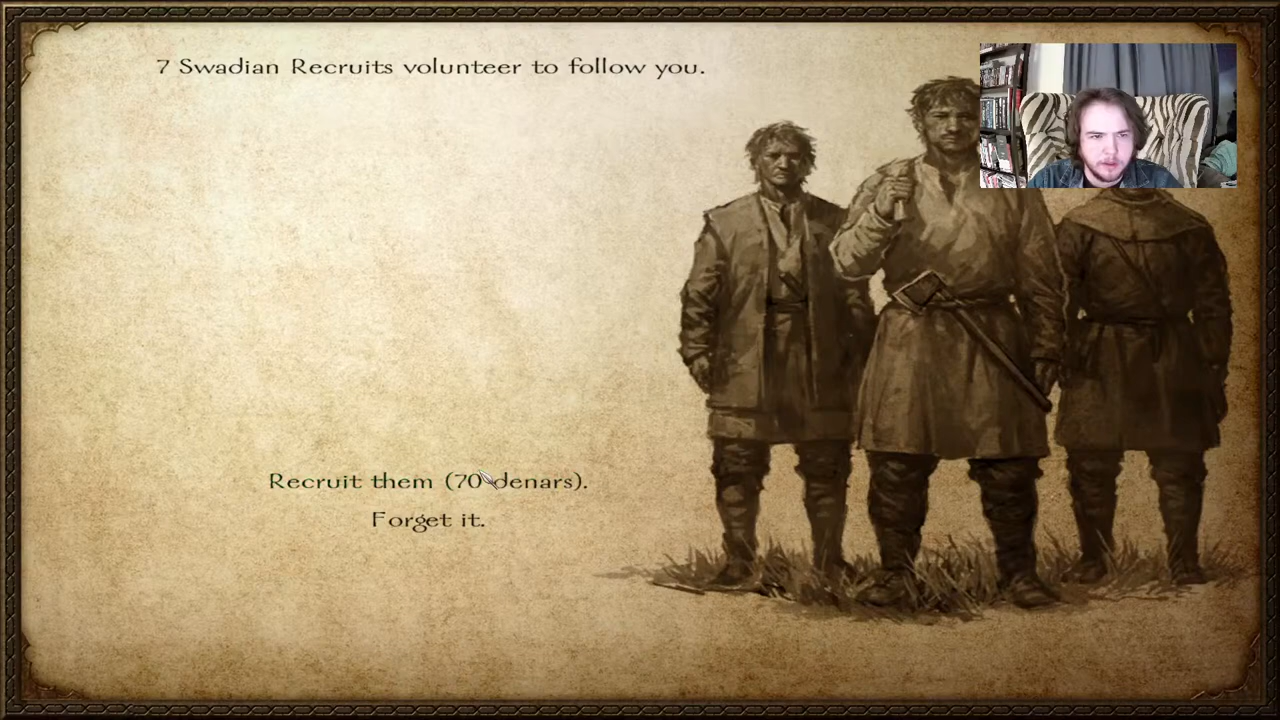 7 Swadian Recruits volunteer to follow you.
Recruit them (70 denars).
Forget it.